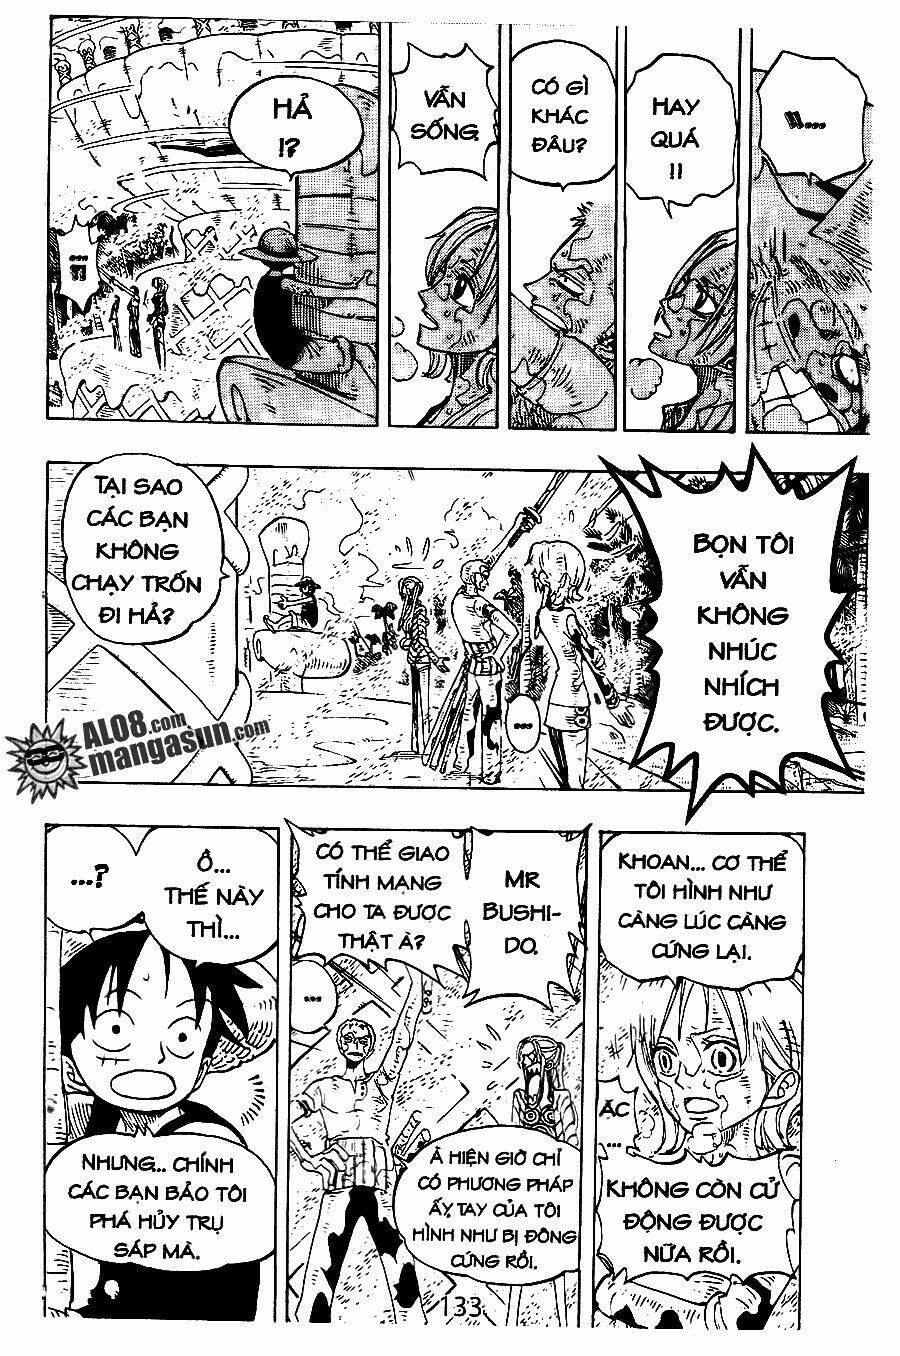 !!...
HAY
QUÁ
!!
CÓ GÌ
KHÁC
ĐÂU?
VẪN
SỐNG.
HẢ
!?
BỌN TÔI
VẪN
KHÔNG
NHÚC
NHÍCH
ĐƯỢC.
...
TẠI SAO
CÁC BẠN
KHÔNG
CHẠY TRỐN
ĐI HẢ?
AL08.com
mangasun.com
KHOAN... CƠ THỂ
TÔI HÌNH NHƯ
CÀNG LÚC CÀNG
CỨNG LẠI.
ẶC
...
KHÔNG CÒN CỬ
ĐỘNG ĐƯỢC
NỮA RỒI.
MR
BUSHI-
DO.
CÓ THỂ GIAO
TÍNH MẠNG
CHO TA ĐƯỢC
THẬT À?
...
À HIỆN GIỜ CHỈ
CÓ PHƯƠNG PHÁP
ẤY, TAY CỦA TÔI
HÌNH NHƯ BỊ ĐÔNG
CỨNG RỒI.
Ồ...
THẾ NÀY
THÌ...
...?
NHƯNG... CHÍNH
CÁC BẠN BẢO TÔI
PHÁ HỦY TRỤ
SÁP MÀ.
133